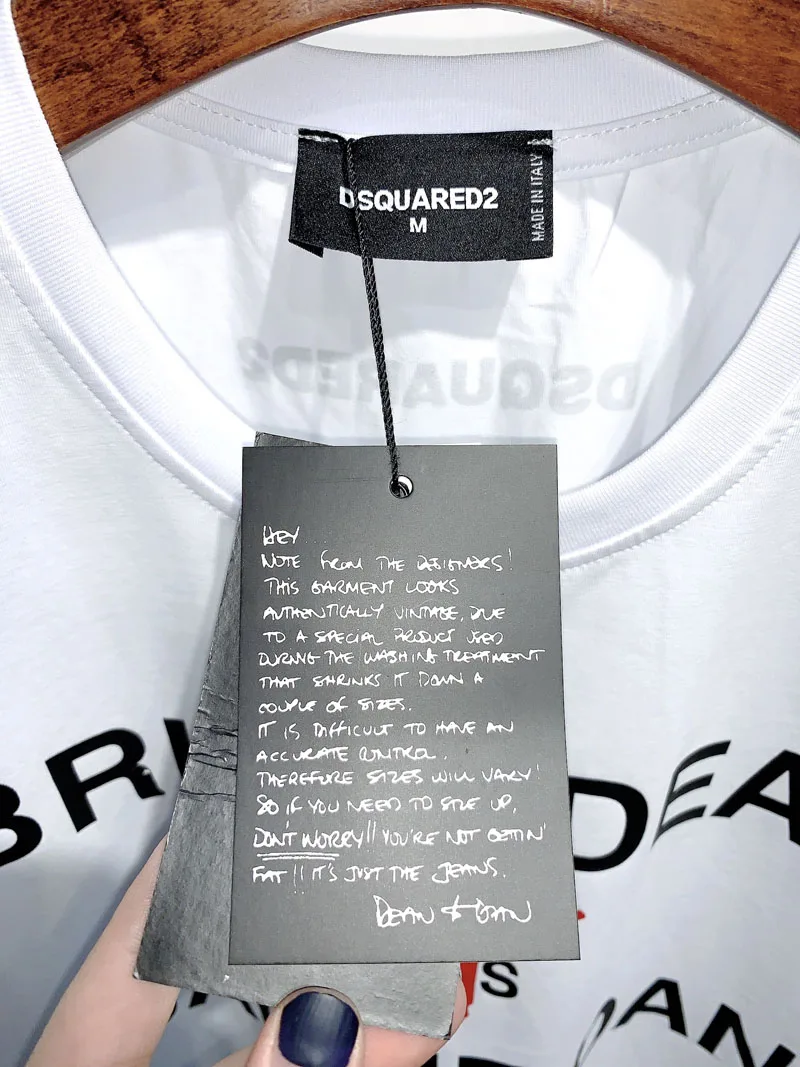 DSQUARED2
M
MADE IN ITALY
DSQUARED2
HEY
NOTE FROM THE DESIGNERS!
THIS GARMENT LOOKS
AUTHENTICALLY VINTAGE, DUE
TO A SPECIAL PRODUCT USED
DURING THE WASHING TREATMENT
THAT SHRINKS IT DOWN A
COUPLE OF SIZES.
IT IS DIFFICULT TO HAVE AN
ACCURATE CONTROL.
THEREFORE SIZES WILL VARY!
SO IF YOU NEED TO SIZE UP,
DON'T WORRY!! YOU'RE NOT GETTIN'
FAT!! IT'S JUST THE JEANS.
DEAN & DAN